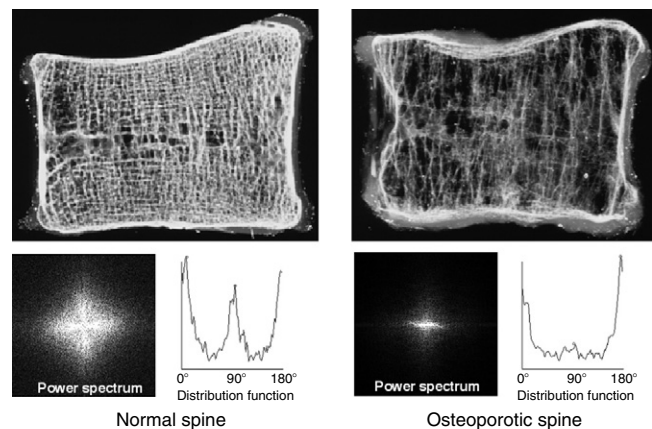 Power spectrum
0° 90° 180°
Distribution function
Normal spine
Power spectrum
0° 90° 180°
Distribution function
Osteoporotic spine